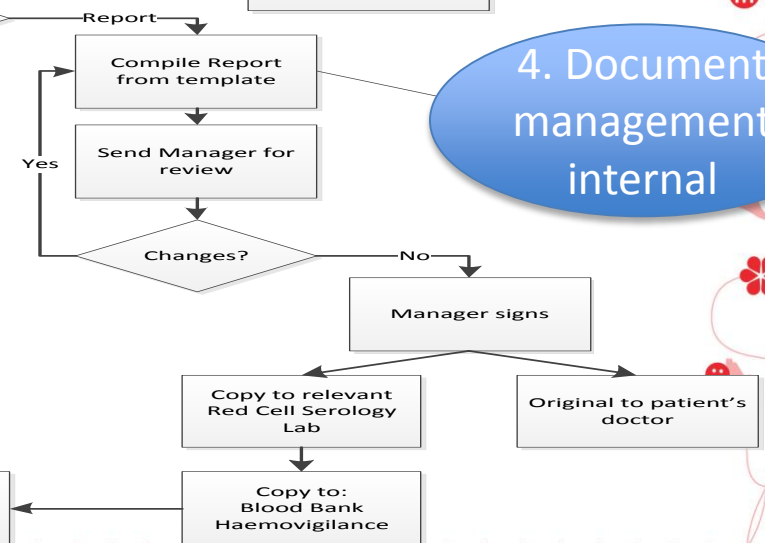 Report
Compile Report
from template
4. Document
management
internal
Send Manager for
review
Yes
Changes?
No
Manager signs
Copy to relevant
Red Cell Serology
Lab
Original to patient's
doctor
Copy to:
Blood Bank
Haemovigilance